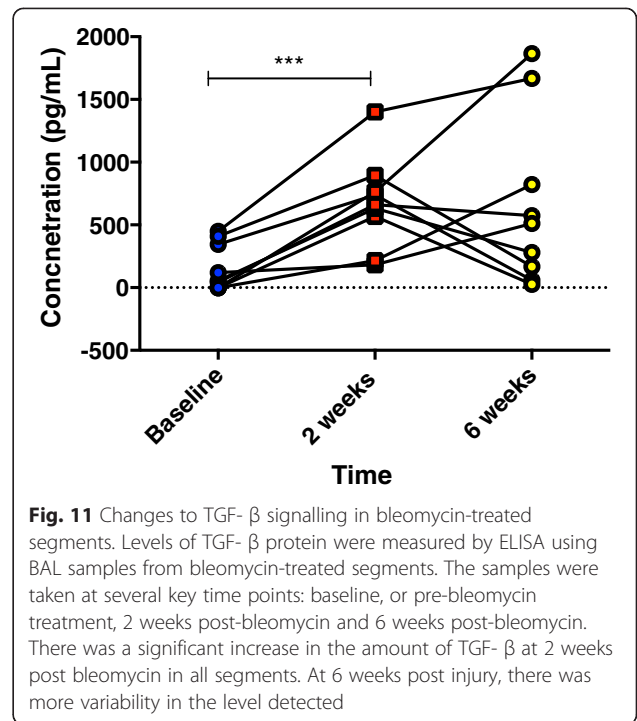 2000
***
1500
1000
500
0
-500
Concnetration (pg/mL)
Baseline
2 weeks
6 weeks
Time
Fig. 11 Changes to TGF- β signalling in bleomycin-treated
segments. Levels of TGF- β protein were measured by ELISA using
BAL samples from bleomycin-treated segments. The samples were
taken at several key time points: baseline, or pre-bleomycin
treatment, 2 weeks post-bleomycin and 6 weeks post-bleomycin.
There was a significant increase in the amount of TGF- β at 2 weeks
post bleomycin in all segments. At 6 weeks post injury, there was
more variability in the level detected